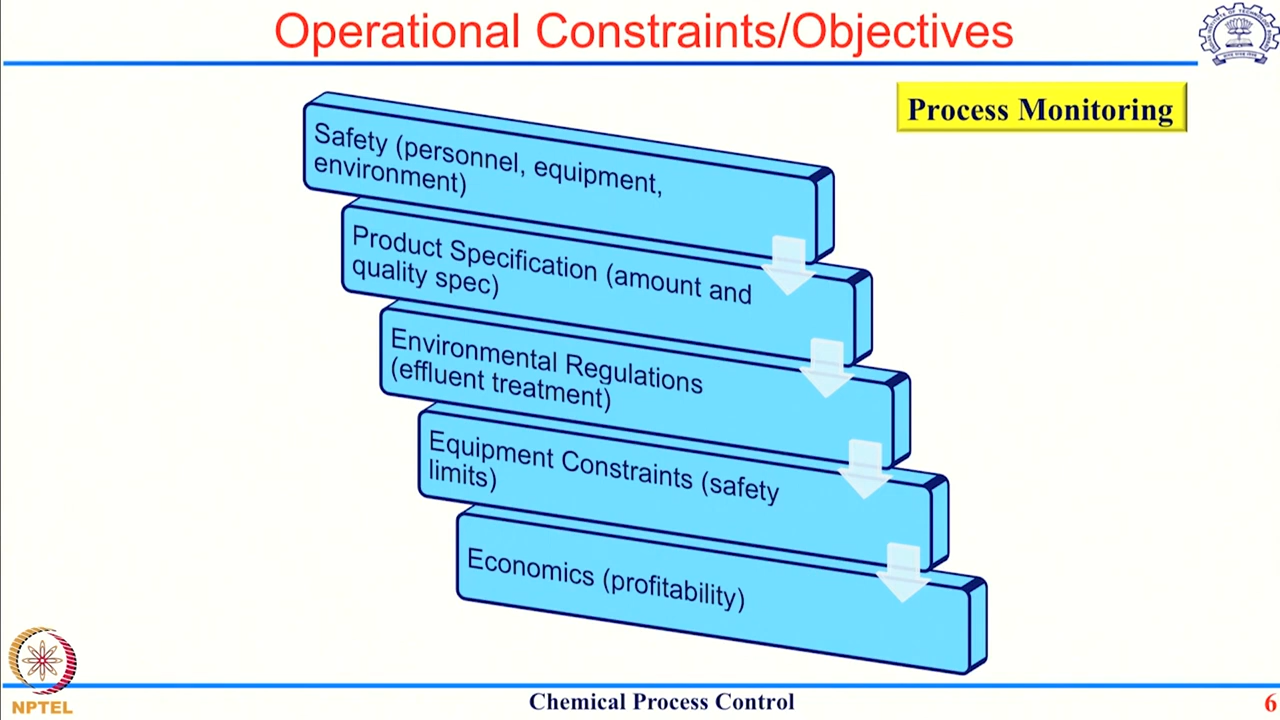 Operational Constraints/Objectives
Process Monitoring
Safety (personnel, equipment,
environment)
Product Specification (amount and
quality spec)
Environmental Regulations
(effluent treatment)
Equipment Constraints (safety
limits)
Economics (profitability)
NPTEL
Chemical Process Control
6